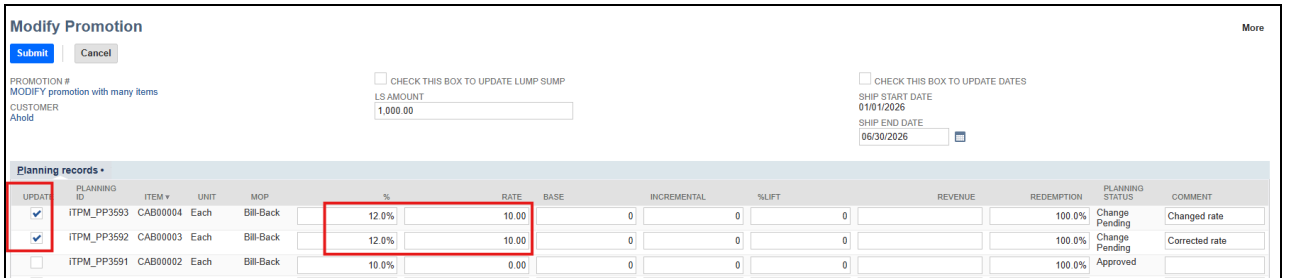 Modify Promotion
More
Submit Cancel
PROMOTION # CHECK THIS BOX TO UPDATE LUMP SUMP CHECK THIS BOX TO UPDATE DATES
MODIFY promotion with many items LS AMOUNT SHIP START DATE
CUSTOMER 1,000.00 01/01/2026
Ahold SHIP END DATE
06/30/2026
Planning records •
UPDATE PLANNING ID ITEM ▼ UNIT MOP % RATE BASE INCREMENTAL %LIFT REVENUE REDEMPTION PLANNING STATUS COMMENT
iTPM_PP3593 CAB00004 Each Bill-Back 12.0% 10.00 0 0 0 100.0% Change Pending Changed rate
iTPM_PP3592 CAB00003 Each Bill-Back 12.0% 10.00 0 0 0 100.0% Change Pending Corrected rate
iTPM_PP3591 CAB00002 Each Bill-Back 10.0% 0.00 0 0 0 100.0% Approved